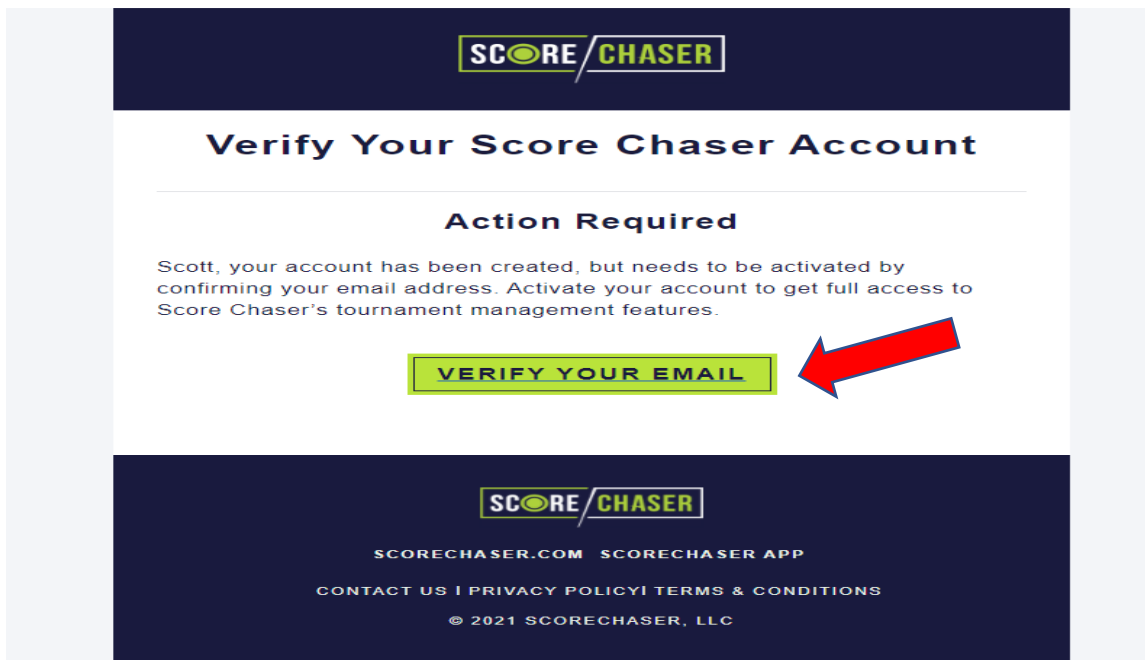 SCORE/CHASER
Verify Your Score Chaser Account
Action Required
Scott, your account has been created, but needs to be activated by
confirming your email address. Activate your account to get full access to
Score Chaser’s tournament management features.
VERIFY YOUR EMAIL
SCORE/CHASER
SCORECHASER.COM SCORECHASER APP
CONTACT US | PRIVACY POLICY| TERMS & CONDITIONS
© 2021 SCORECHASER, LLC